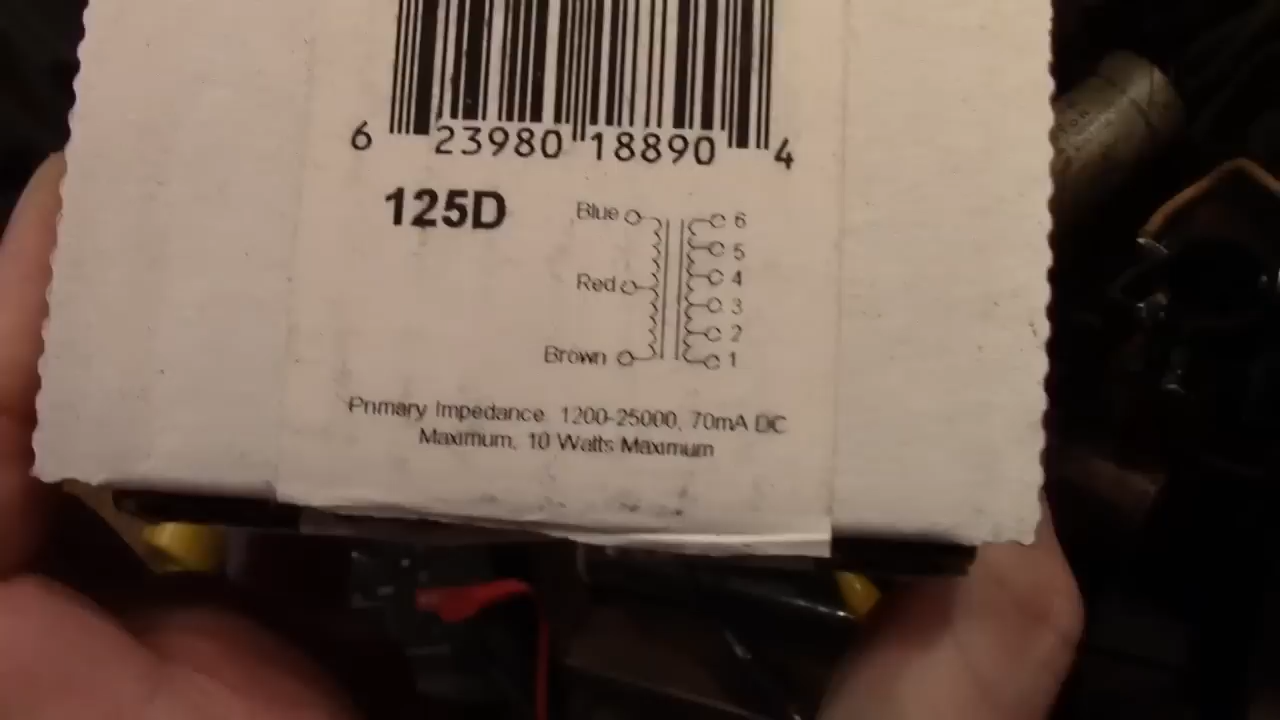 6 23980 18890 4
125D
Blue
6
5
4
Red
3
2
Brown
1
Primary Impedance 1200-25000, 70mA DC
Maximum, 10 Watts Maximum